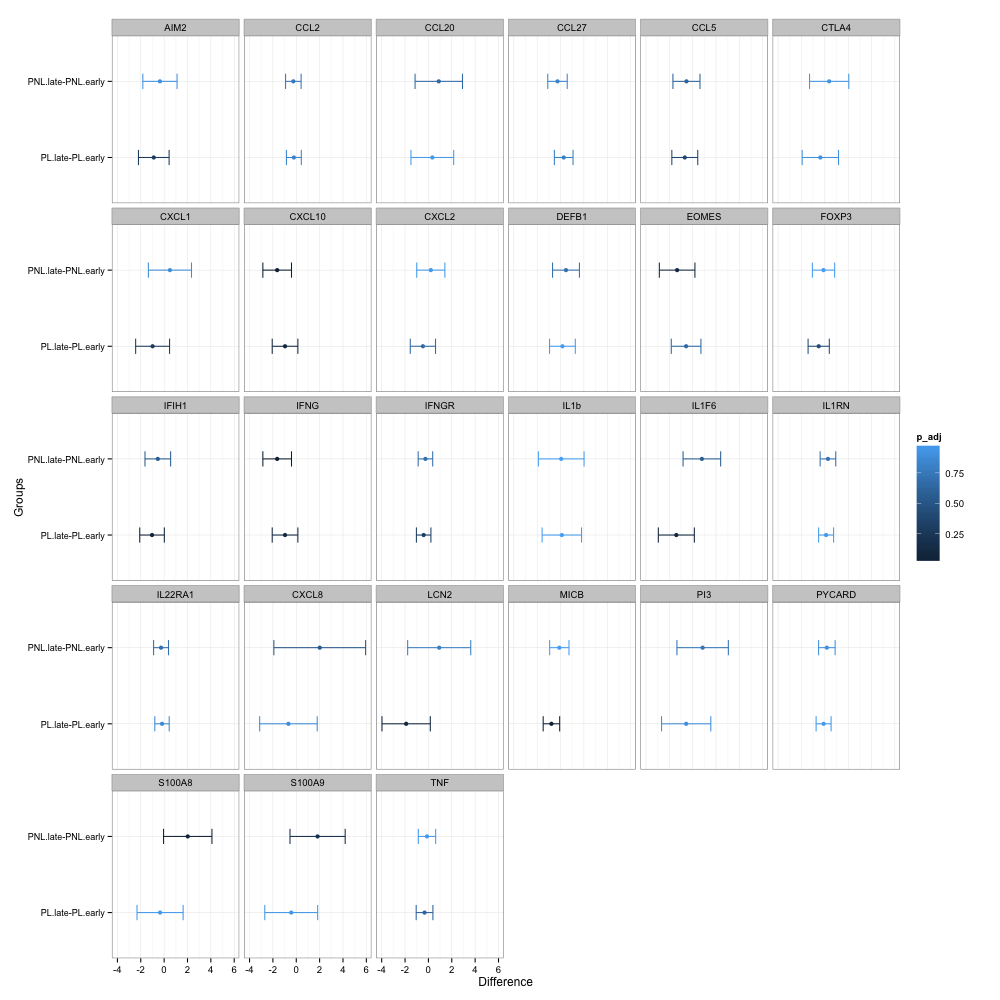 AIM2 CCL2 CCL20 CCL27 CCL5 CTLA4
PNL.late-PNL.early
PL.late-PL.early
CXCL1 CXCL10 CXCL2 DEFB1 EOMES FOXP3
PNL.late-PNL.early
PL.late-PL.early
IFIH1 IFNG IFNGR IL1b IL1F6 IL1RN
PNL.late-PNL.early
PL.late-PL.early
IL22RA1 CXCL8 LCN2 MICB PI3 PYCARD
PNL.late-PNL.early
PL.late-PL.early
S100A8 S100A9 TNF
PNL.late-PNL.early
PL.late-PL.early
-4 -2 0 2 4 6 -4 -2 0 2 4 6 -4 -2 0 2 4 6
Difference
Groups
p_adj
0.75
0.50
0.25